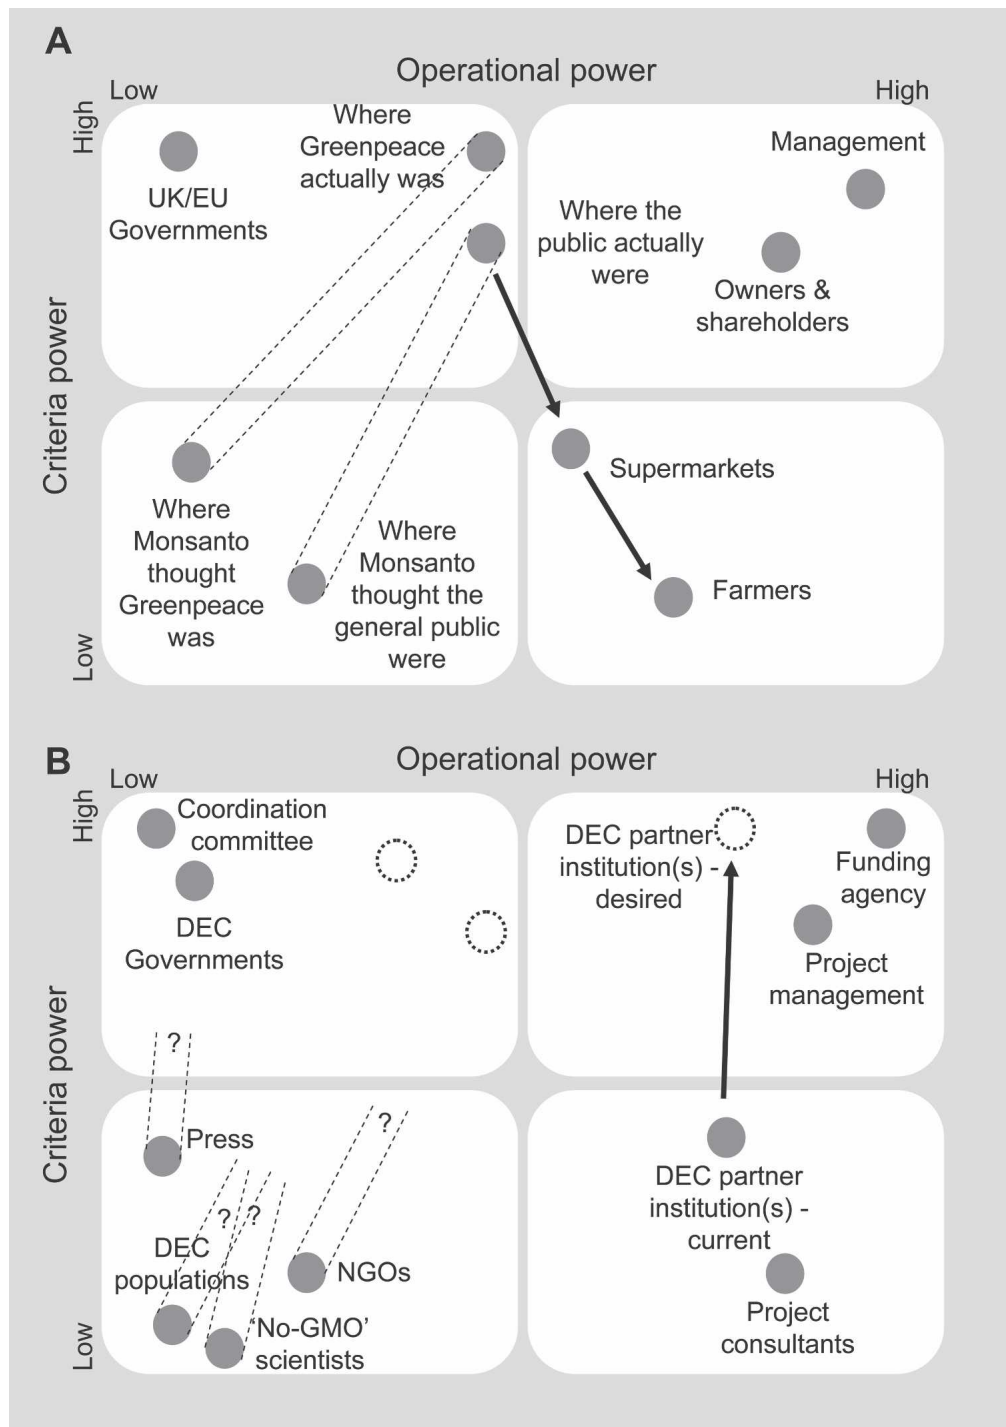 A
Operational power
Low
High
High
Where
Greenpeace
actually was
Management
UK/EU
Governments
Where the
public actually
were
Owners &
shareholders
Criteria power
Supermarkets
Where
Monsanto
thought
Greenpeace
was
Where
Monsanto
thought the
general public
were
Farmers
Low
B
Operational power
Low
High
High
Coordination
committee
DEC partner
institution(s) -
desired
Funding
agency
DEC
Governments
Project
management
Criteria power
?
Press
?
DEC partner
institution(s) -
current
? ?
DEC
populations
NGOs
Project
consultants
'No-GMO'
scientists
Low